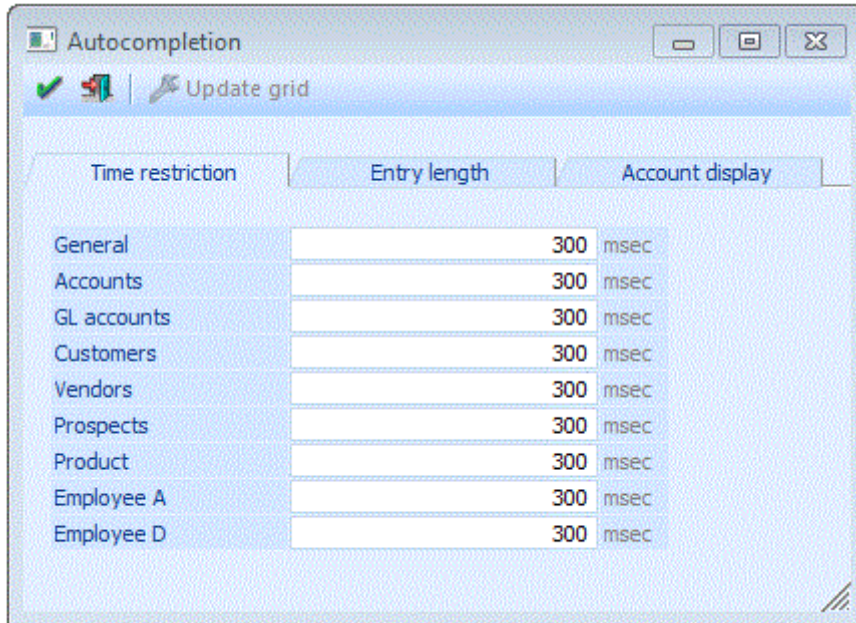 Autocompletion
Update grid
Time restriction Entry length Account display
General 300 msec
Accounts 300 msec
GL accounts 300 msec
Customers 300 msec
Vendors 300 msec
Prospects 300 msec
Product 300 msec
Employee A 300 msec
Employee D 300 msec